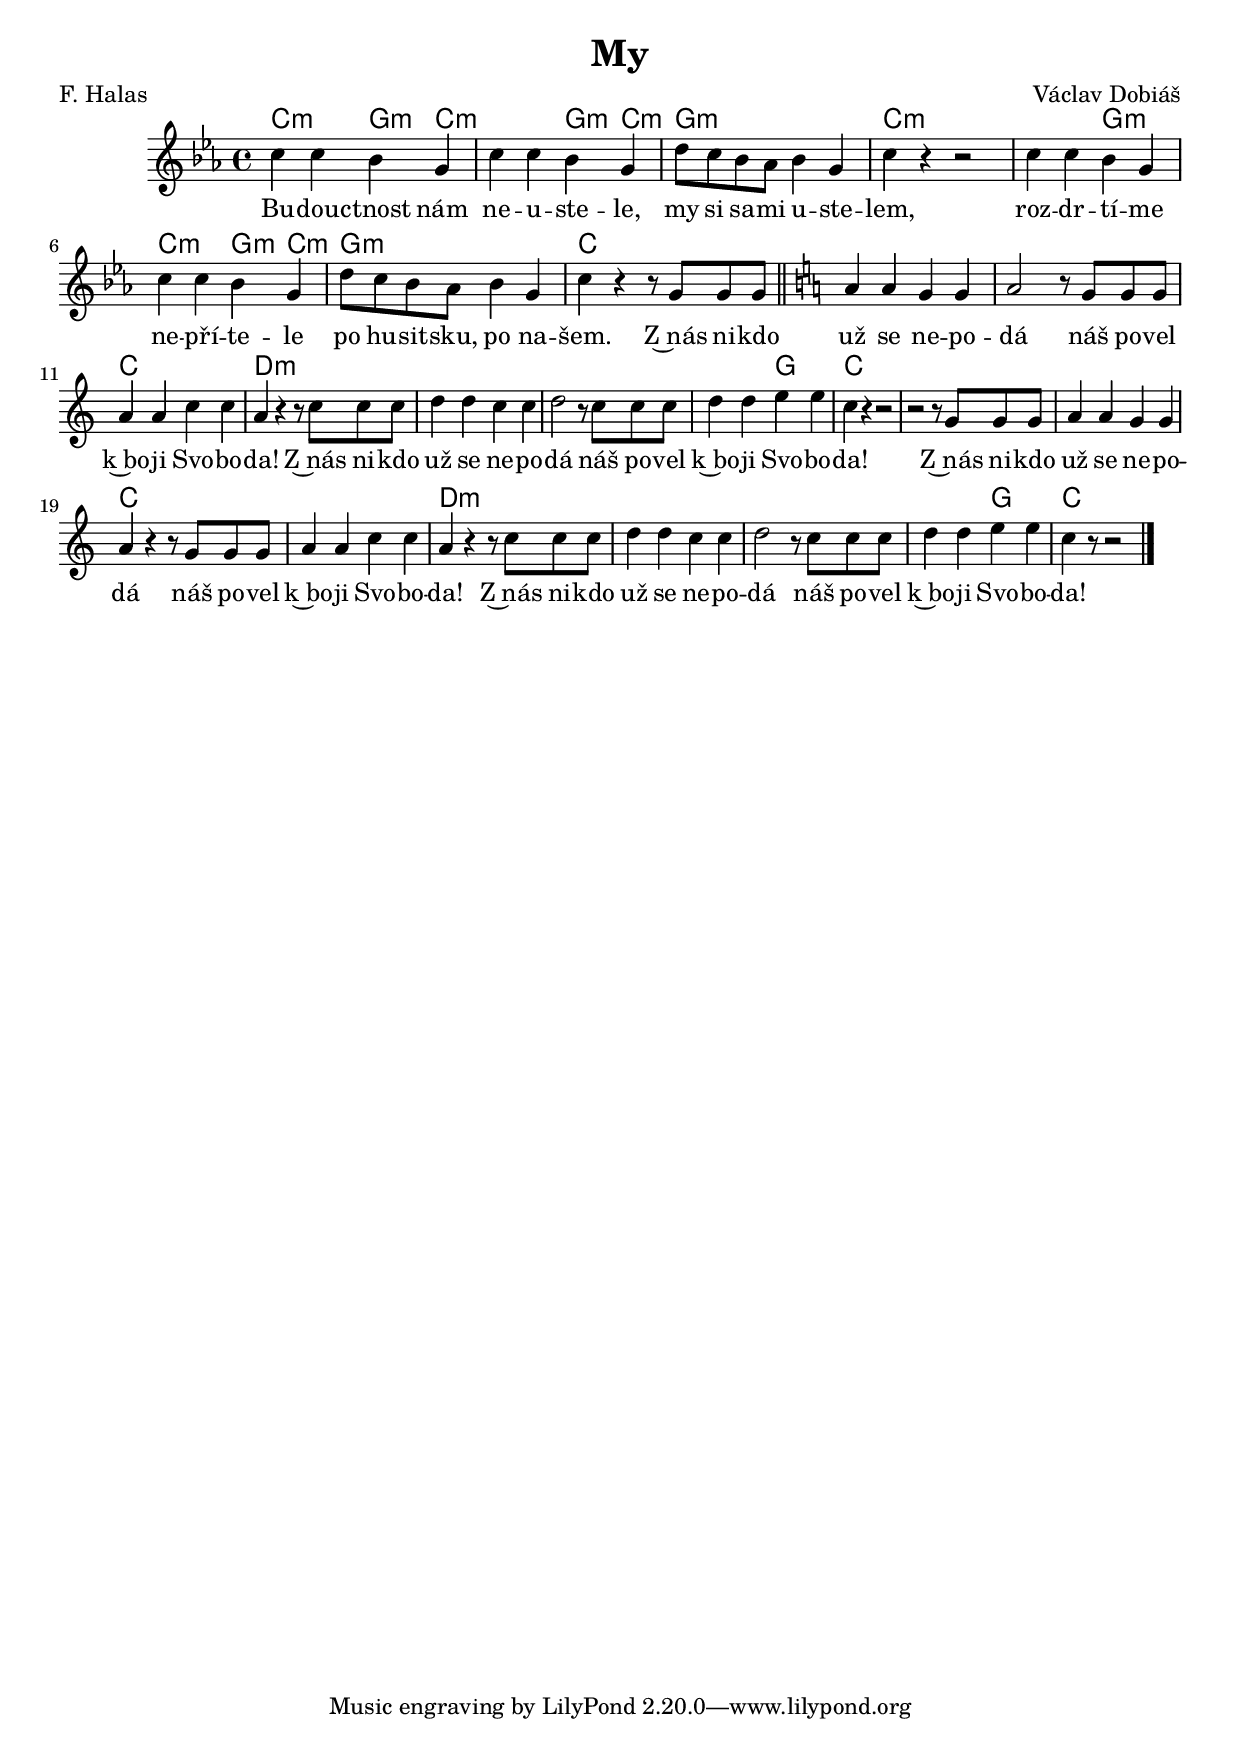 My
F. Halas
Václav Dobiáš
Cm Gm Cm Gm Cm Gm Cm Gm
Budouctnost nám ne -- u -- ste -- le, my si sami u -- ste -- lem, roz -- dr -- tí -- me
6
Cm Gm Cm Gm C
ne -- pří -- te -- le po husitsku, po na -- šem. Z‿nás nikdo už se ne -- po -- dá náš povel
11
C Dm G C
k‿boji Svoboda! Z‿nás nikdo už se nepodá náš povel k‿boji Svoboda! Z‿nás nikdo už se nepo --
19
C Dm G C
dá náš povel k‿boji Svobo -- da! Z‿nás nikdo už se nepo -- dá náš povel k‿boji Svobo -- da!
Music engraving by LilyPond 2.20.0—www.lilypond.org